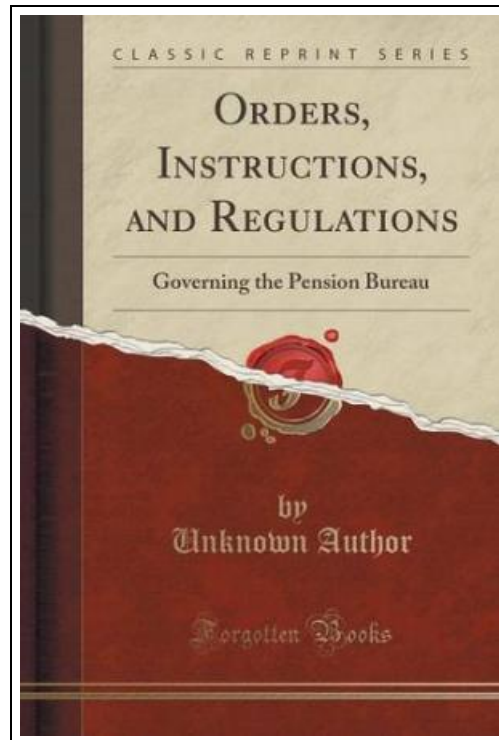 CLASSIC REPRINT SERIES
ORDERS,
INSTRUCTIONS,
AND REGULATIONS
Governing the Pension Bureau
F
by
Unknown Author
Forgotten Books